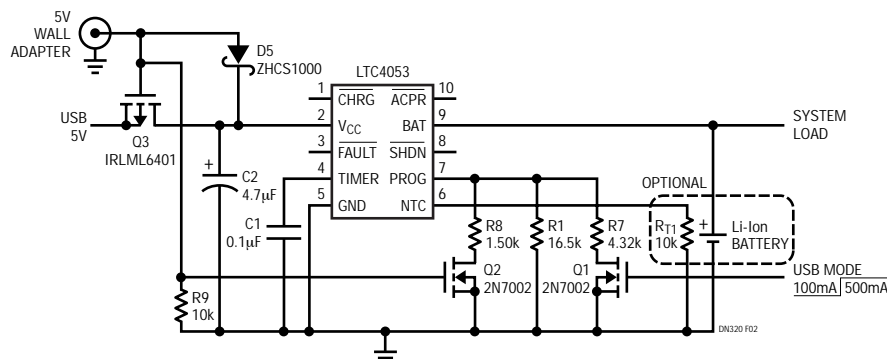 5V
WALL
ADAPTER
D5
ZHCS1000
LTC4053
USB
5V
Q3
IRLML6401
1
CHRG
2
VCC
3
FAULT
4
TIMER
5
GND
10
ACPR
9
BAT
8
SHDN
7
PROG
6
NTC
SYSTEM
LOAD
+
C2
4.7µF
C1
0.1µF
R8
1.50k
R1
16.5k
R7
4.32k
OPTIONAL
RT1
10k
+
Li-Ion
BATTERY
Q2
2N7002
Q1
2N7002
USB MODE
100mA 500mA
R9
10k
DN320 F02